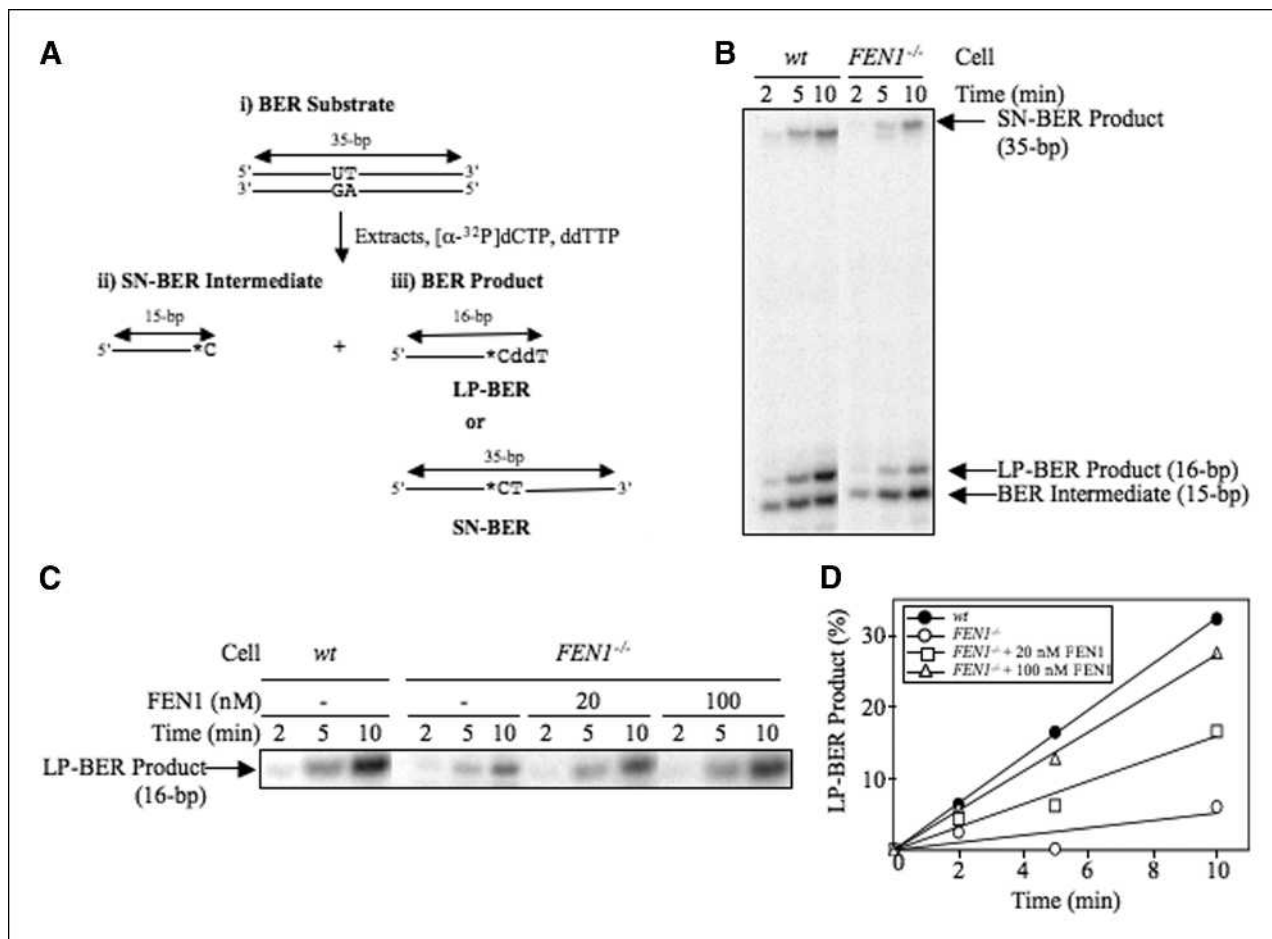 A
i) BER Substrate
35-bp
5' UT 3'
3' GA 5'
Extracts, [α-³²P]dCTP, ddTTP
ii) SN-BER Intermediate
15-bp
5' *C
+
iii) BER Product
16-bp
5' *CddT
LP-BER
or
35-bp
5' *CT 3'
SN-BER
B
wt FEN1-/- Cell
2 5 10 2 5 10 Time (min)
SN-BER Product
(35-bp)
LP-BER Product (16-bp)
BER Intermediate (15-bp)
C
Cell wt FEN1-/-
FEN1 (nM) - - 20 100
Time (min) 2 5 10 2 5 10 2 5 10 2 5 10
LP-BER Product
(16-bp)
D
LP-BER Product (%)
30
20
10
wt
FEN1-/-
FEN1-/- + 20 nM FEN1
FEN1-/- + 100 nM FEN1
0 2 4 6 8 10
Time (min)